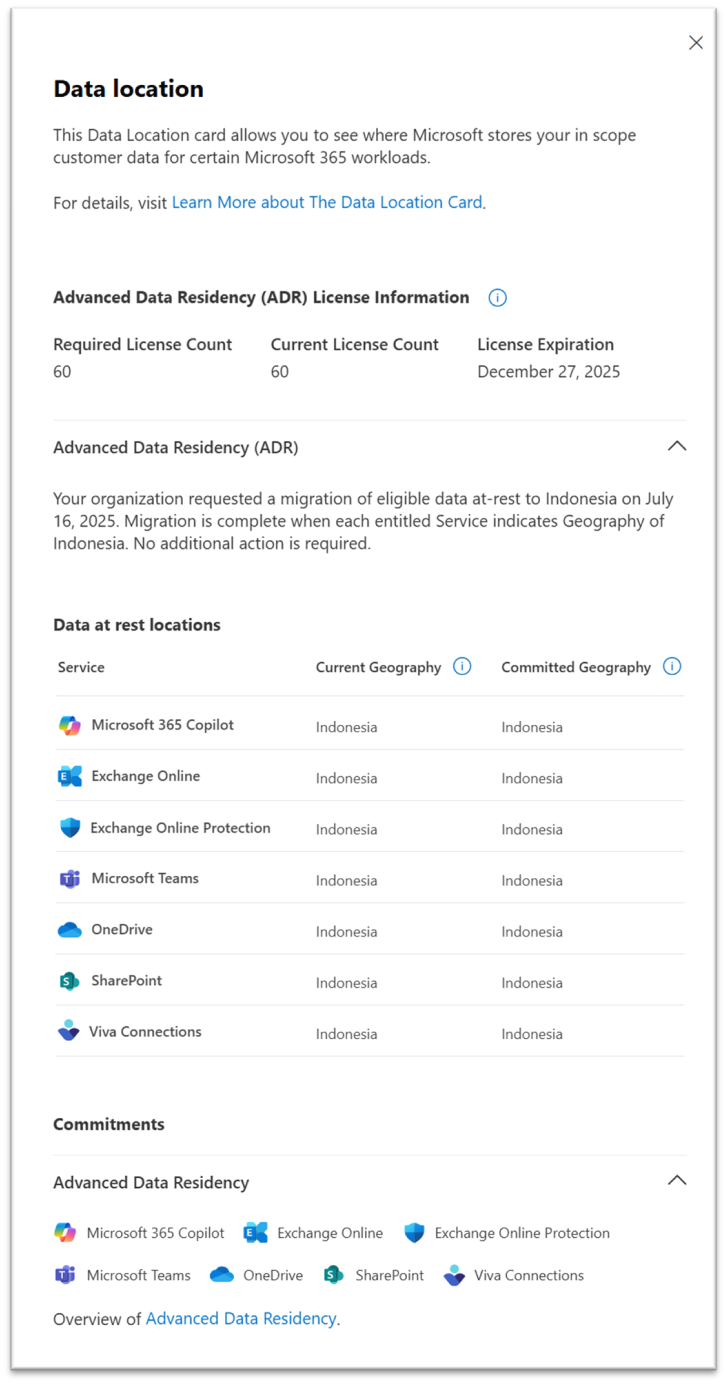 Data location
This Data Location card allows you to see where Microsoft stores your in scope
customer data for certain Microsoft 365 workloads.
For details, visit Learn More about The Data Location Card.
Advanced Data Residency (ADR) License Information
Required License Count Current License Count License Expiration
60 60 December 27, 2025
Advanced Data Residency (ADR)
Your organization requested a migration of eligible data at-rest to Indonesia on July
16, 2025. Migration is complete when each entitled Service indicates Geography of
Indonesia. No additional action is required.
Data at rest locations
Service Current Geography Committed Geography
Microsoft 365 Copilot Indonesia Indonesia
Exchange Online Indonesia Indonesia
Exchange Online Protection Indonesia Indonesia
Microsoft Teams Indonesia Indonesia
OneDrive Indonesia Indonesia
SharePoint Indonesia Indonesia
Viva Connections Indonesia Indonesia
Commitments
Advanced Data Residency
Microsoft 365 Copilot Exchange Online Exchange Online Protection
Microsoft Teams OneDrive SharePoint Viva Connections
Overview of Advanced Data Residency.